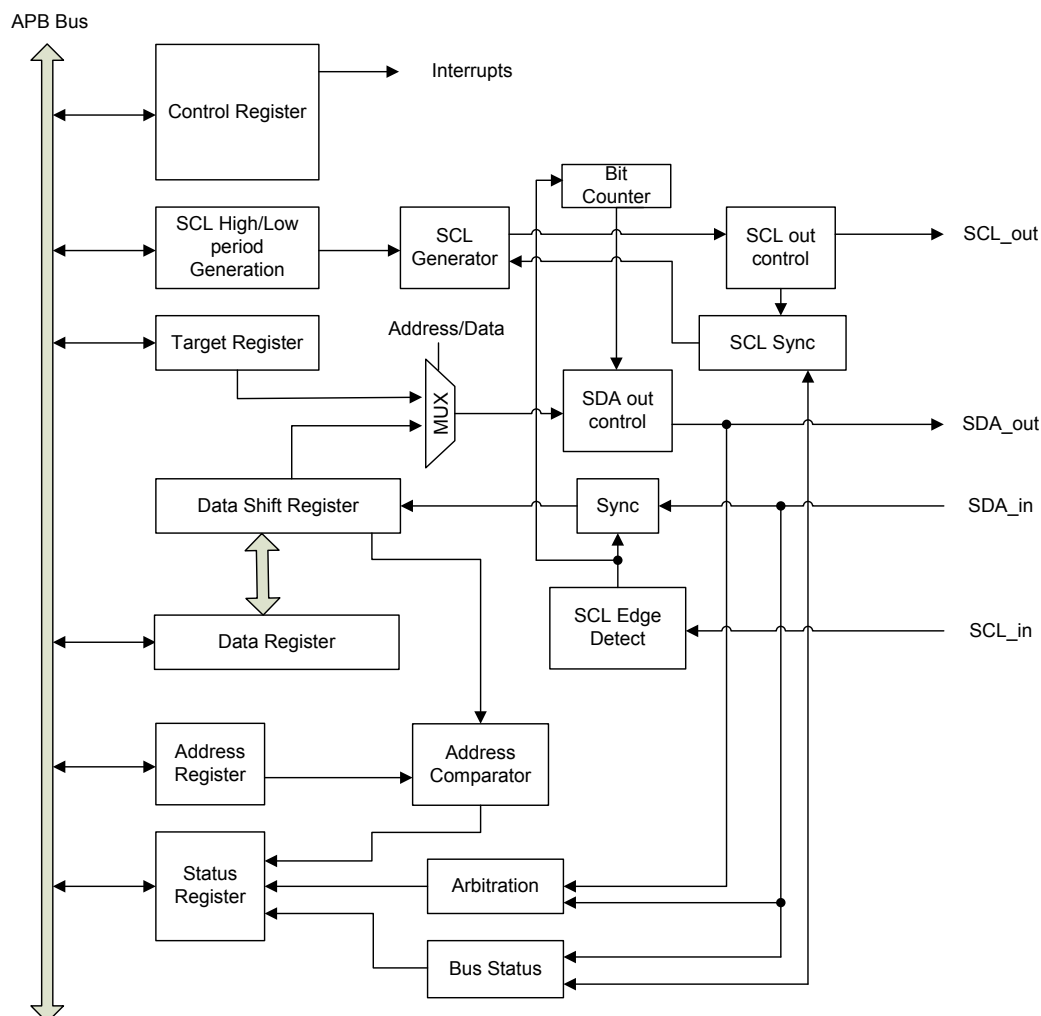 APB Bus
Control Register
Interrupts
Bit
Counter
SCL High/Low
period
Generation
SCL
Generator
SCL out
control
SCL_out
Target Register
Address/Data
SCL Sync
MUX
SDA out
control
SDA_out
Data Shift Register
Sync
SDA_in
SCL Edge
Detect
SCL_in
Data Register
Address
Register
Address
Comparator
Status
Register
Arbitration
Bus Status